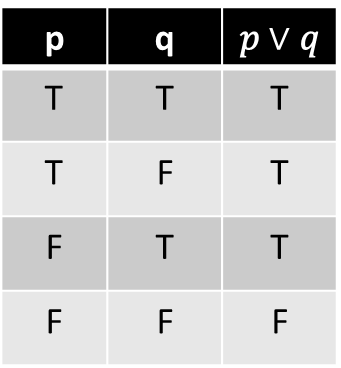 p q p ∨ q
T T T
T F T
F T T
F F F